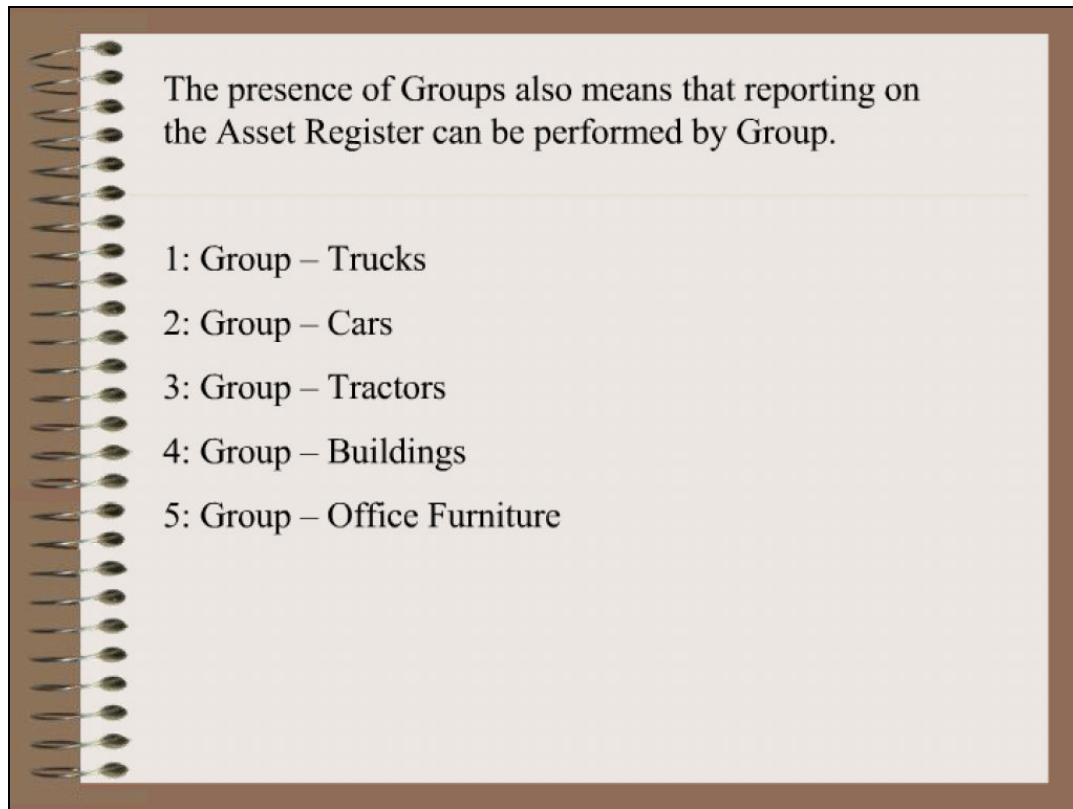 The presence of Groups also means that reporting on
the Asset Register can be performed by Group.
1: Group – Trucks
2: Group – Cars
3: Group – Tractors
4: Group – Buildings
5: Group – Office Furniture